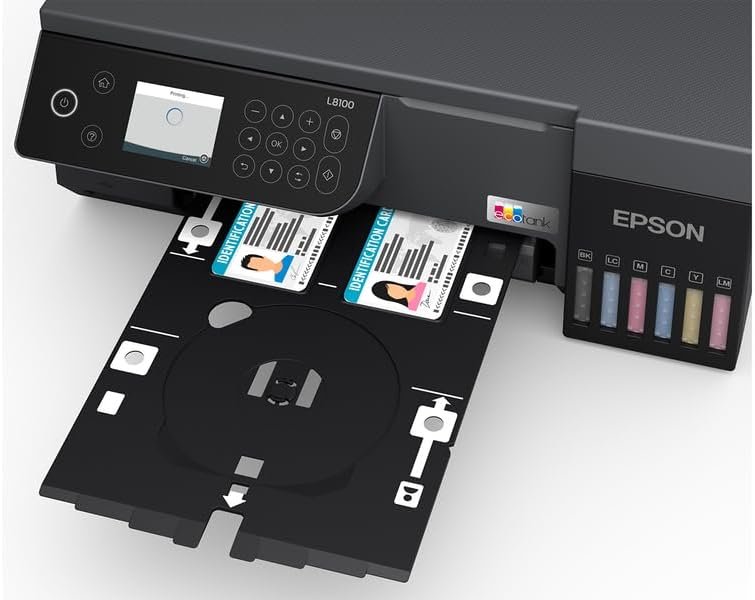 Printing...
L8100
OK
Cancel
ecotank
EPSON
BK LC M C Y LM
IDENTIFICATION
IDENTIFICATION CARD